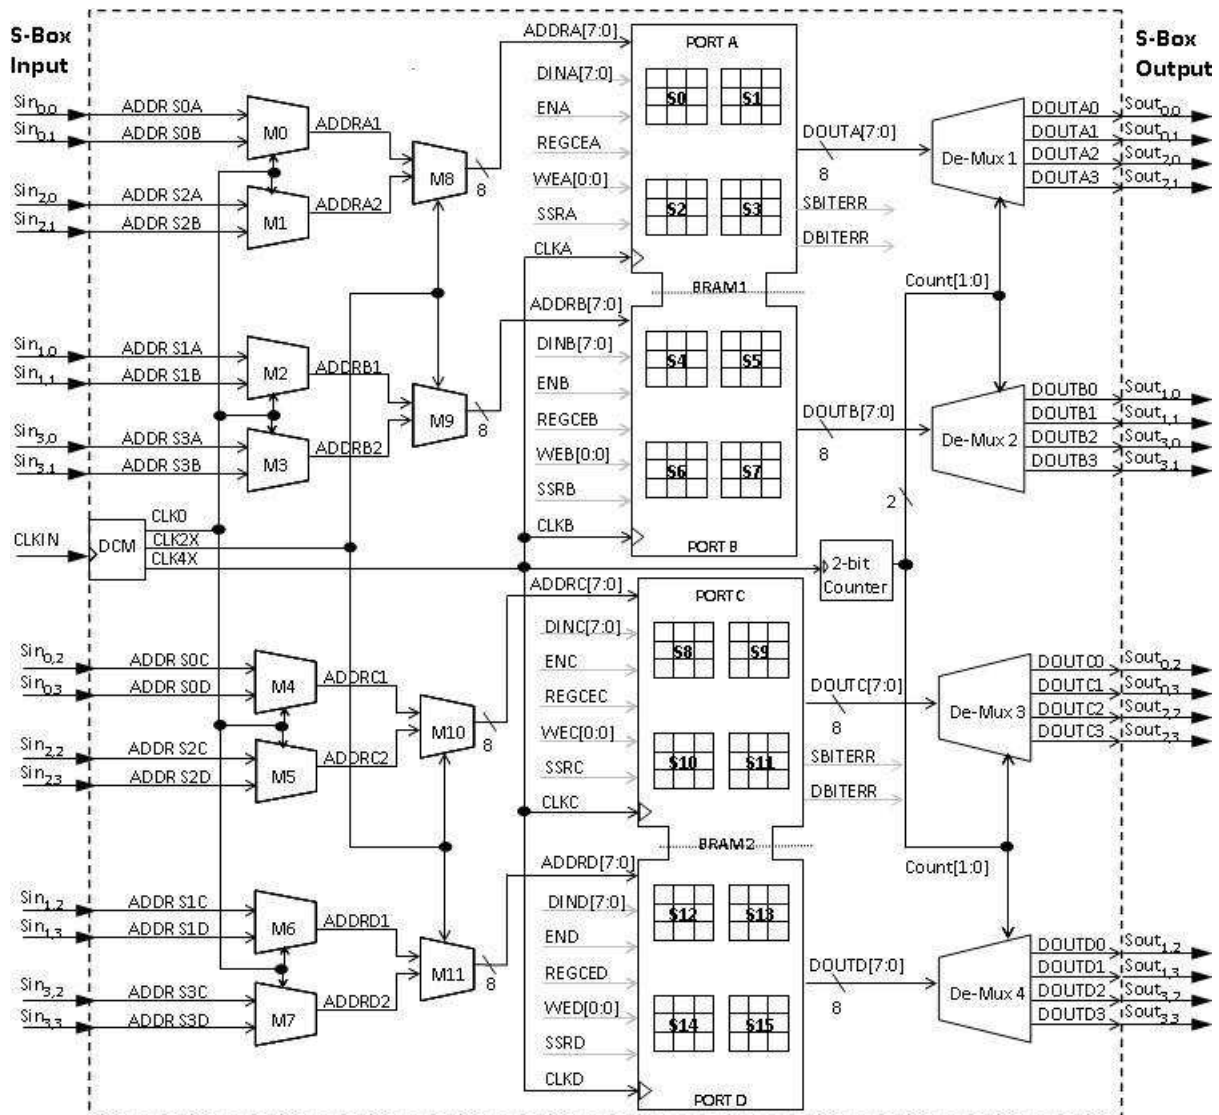 S-Box
Input
S-Box
Output
Sin0,0
ADDR S0A
Sin0,1
ADDR S0B
M0
ADDRA1
Sin2,0
ADDR S2A
Sin2,1
ADDR S2B
M1
ADDRA2
M8
8
ADDRA[7:0]
DINA[7:0]
ENA
REGCEA
WEA[0:0]
SSRA
CLKA
PORT A
S0 S1
S2 S3
DOUTA[7:0]
8
SBITERR
DBITERR
De-Mux 1
DOUTA0 Sout0,0
DOUTA1 Sout0,1
DOUTA2 Sout2,0
DOUTA3 Sout2,1
Count[1:0]
BRAM1
Sin1,0
ADDR S1A
Sin1,1
ADDR S1B
M2
ADDRB1
Sin3,0
ADDR S3A
Sin3,1
ADDR S3B
M3
ADDRB2
M9
8
ADDRB[7:0]
DINB[7:0]
ENB
REGCEB
WEB[0:0]
SSRB
CLKB
S4 S5
S6 S7
PORT B
DOUTB[7:0]
8
De-Mux 2
DOUTB0 Sout1,0
DOUTB1 Sout1,1
DOUTB2 Sout3,0
DOUTB3 Sout3,1
2
CLKIN
DCM
CLK0
CLK2X
CLK4X
2-bit
Counter
Sin0,2
ADDR S0C
Sin0,3
ADDR S0D
M4
ADDRC1
Sin2,2
ADDR S2C
Sin2,3
ADDR S2D
M5
ADDRC2
M10
8
ADDRC[7:0]
DINC[7:0]
ENC
REGCEC
WEC[0:0]
SSRC
CLKC
PORT C
S8 S9
S10 S11
DOUTC[7:0]
8
SBITERR
DBITERR
De-Mux 3
DOUTC0 Sout0,2
DOUTC1 Sout0,3
DOUTC2 Sout2,2
DOUTC3 Sout2,3
Count[1:0]
BRAM2
Sin1,2
ADDR S1C
Sin1,3
ADDR S1D
M6
ADDRD1
Sin3,2
ADDR S3C
Sin3,3
ADDR S3D
M7
ADDRD2
M11
8
ADDRD[7:0]
DIND[7:0]
END
REGCED
WED[0:0]
SSRD
CLKD
S12 S13
S14 S15
PORT D
DOUTD[7:0]
8
De-Mux 4
DOUTD0 Sout1,2
DOUTD1 Sout1,3
DOUTD2 Sout3,2
DOUTD3 Sout3,3